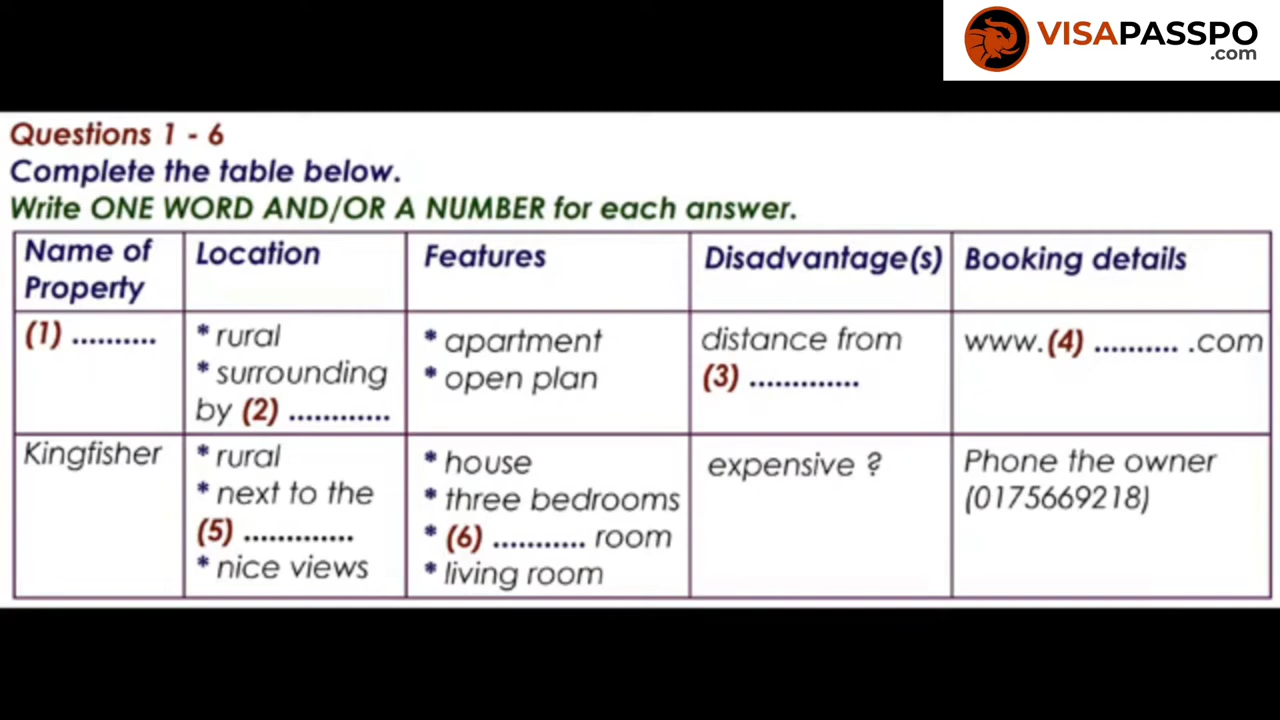 VISAPASSPO
.com
Questions 1 - 6
Complete the table below.
Write ONE WORD AND/OR A NUMBER for each answer.
Name of Property
Location
Features
Disadvantage(s)
Booking details
(1) ..........
* rural
* surrounding
by (2) ............
* apartment
* open plan
distance from
(3) .............
www.(4) .......... .com
Kingfisher
* rural
* next to the
(5) .............
* nice views
* house
* three bedrooms
* (6) ........... room
* living room
expensive ?
Phone the owner
(0175669218)